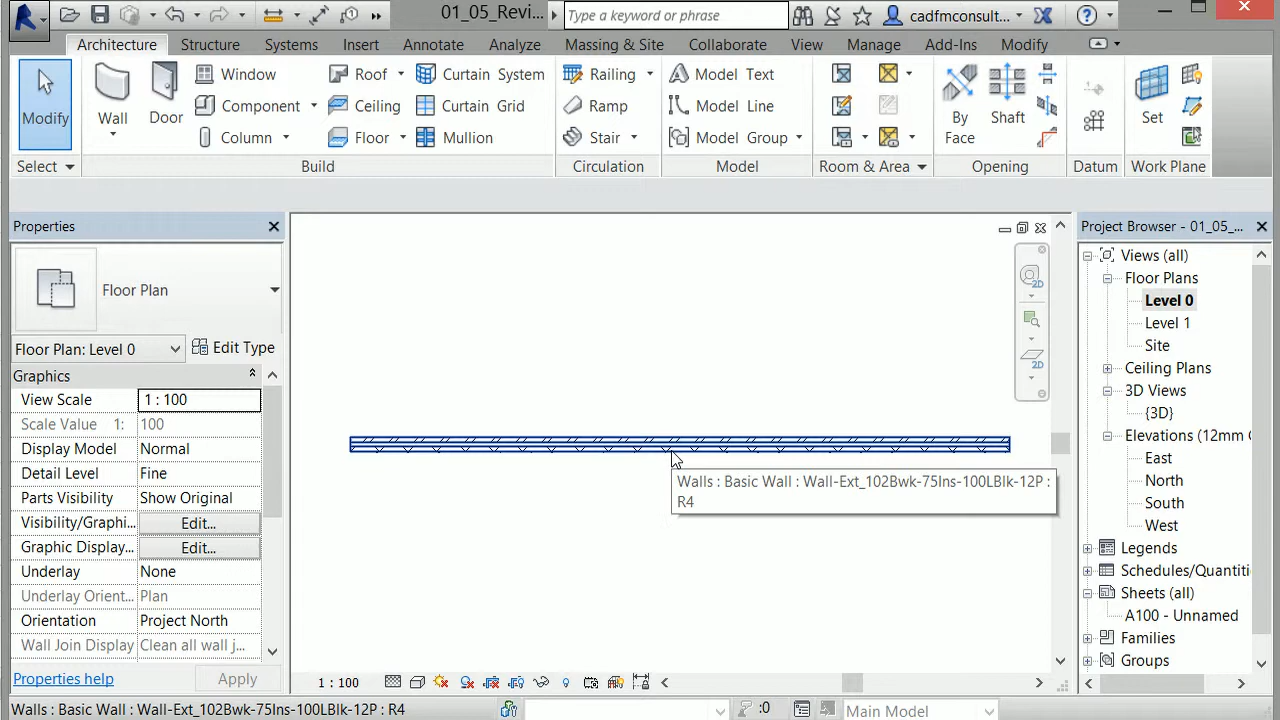 01_05_Revi...
Type a keyword or phrase
cadfmconsult...
Architecture Structure Systems Insert Annotate Analyze Massing & Site Collaborate View Manage Add-Ins Modify
Modify
Wall
Door
Window
Component
Column
Roof
Ceiling
Floor
Curtain System
Curtain Grid
Mullion
Railing
Ramp
Stair
Model Text
Model Line
Model Group
By
Face
Shaft
Set
Select
Build
Circulation
Model
Room & Area
Opening
Datum
Work Plane
Properties
Floor Plan
Floor Plan: Level 0
Edit Type
Graphics
View Scale 1 : 100
Scale Value 1: 100
Display Model Normal
Detail Level Fine
Parts Visibility Show Original
Visibility/Graphi... Edit...
Graphic Display... Edit...
Underlay None
Underlay Orient... Plan
Orientation Project North
Wall Join Display Clean all wall j...
Properties help
Apply
2D
2D
Walls : Basic Wall : Wall-Ext_102Bwk-75Ins-100LBlk-12P :
R4
1 : 100
Project Browser - 01_05_...
Views (all)
Floor Plans
Level 0
Level 1
Site
Ceiling Plans
3D Views
{3D}
Elevations (12mm C
East
North
South
West
Legends
Schedules/Quantiti
Sheets (all)
A100 - Unnamed
Families
Groups
Walls : Basic Wall : Wall-Ext_102Bwk-75Ins-100LBlk-12P : R4
:0
Main Model